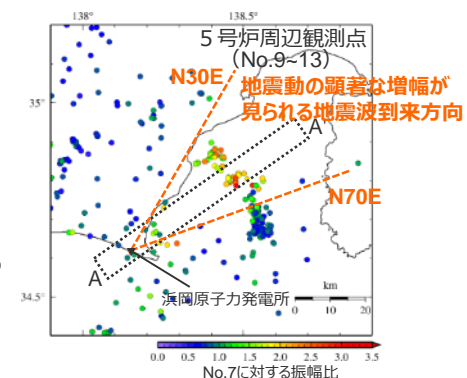 138°
138.5°
５号炉周辺観測点
（No.9~13）
N30E
地震動の顕著な増幅が
見られる地震波到来方向
35°
A'
N70E
A
浜岡原子力発電所
34.5°
km
0 10 20
0.0 0.5 1.0 1.5 2.0 2.5 3.0 3.5
No.7に対する振幅比